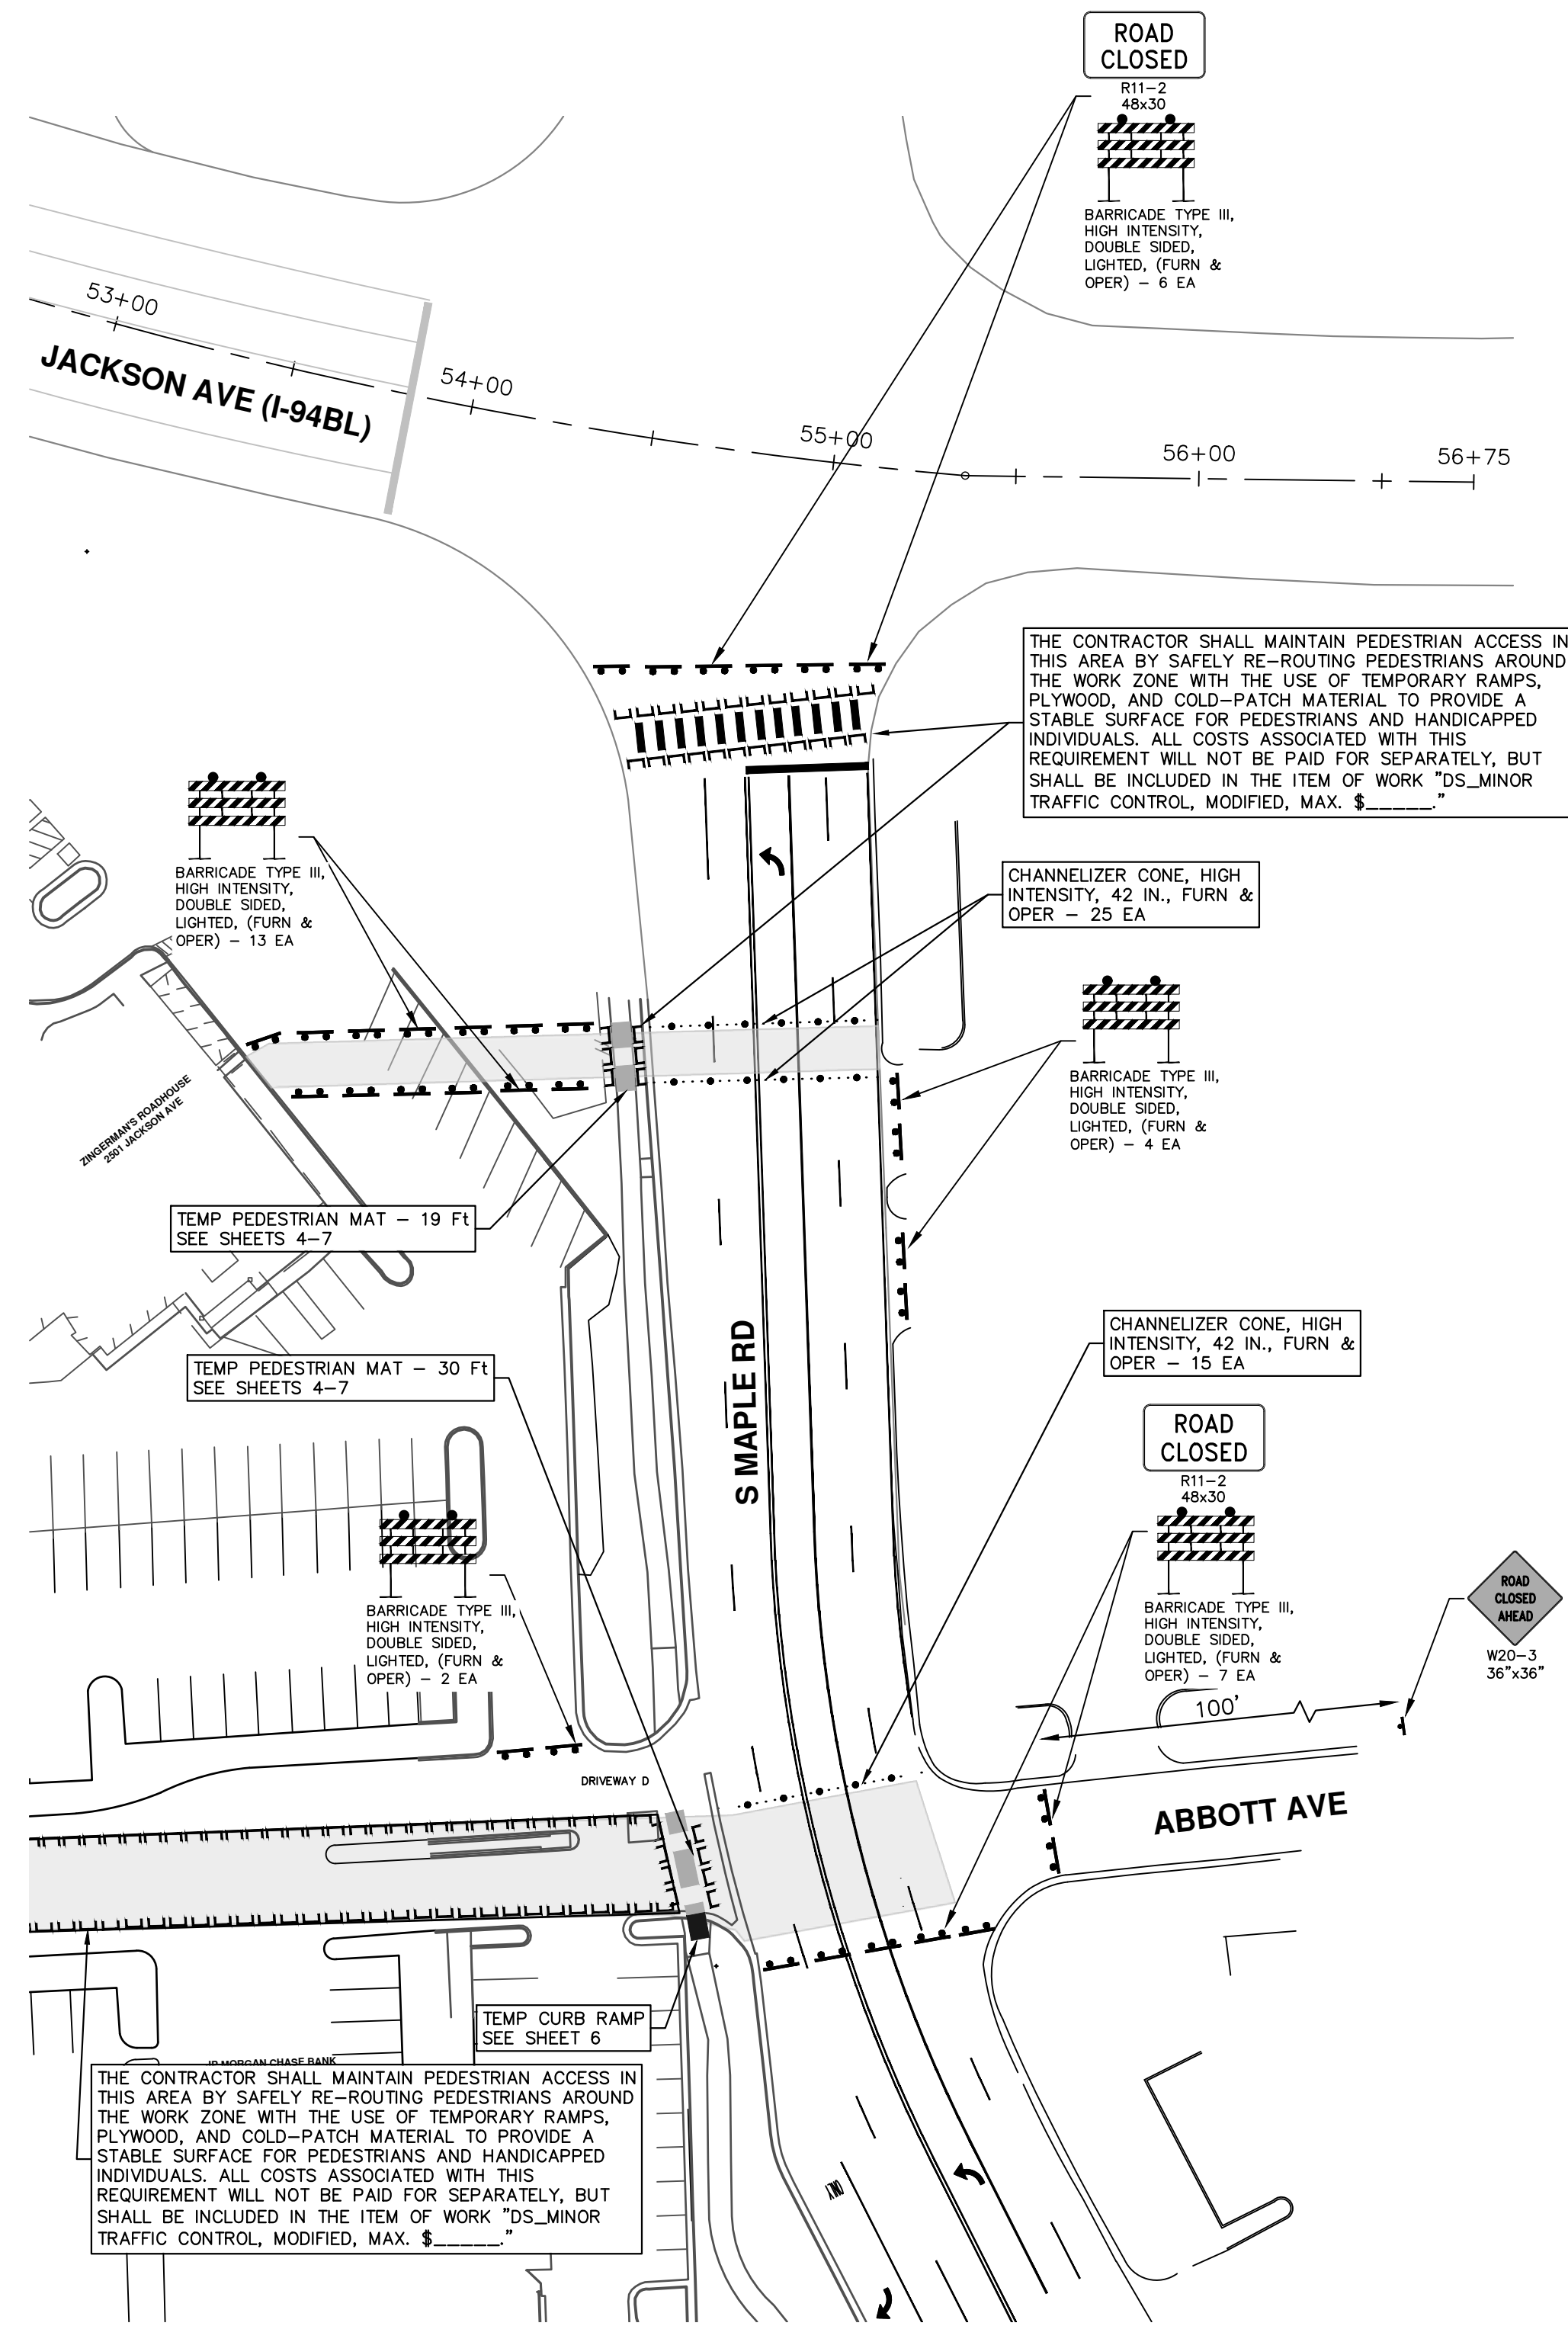 ROAD
CLOSED
R11-2
48x30
BARRICADE TYPE III,
HIGH INTENSITY,
DOUBLE SIDED,
LIGHTED, (FURN &
OPER) - 6 EA
53+00
54+00
55+00
56+00
56+75
JACKSON AVE (I-94BL)
THE CONTRACTOR SHALL MAINTAIN PEDESTRIAN ACCESS IN
THIS AREA BY SAFELY RE-ROUTING PEDESTRIANS AROUND
THE WORK ZONE WITH THE USE OF TEMPORARY RAMPS,
PLYWOOD, AND COLD-PATCH MATERIAL TO PROVIDE A
STABLE SURFACE FOR PEDESTRIANS AND HANDICAPPED
INDIVIDUALS. ALL COSTS ASSOCIATED WITH THIS
REQUIREMENT WILL NOT BE PAID FOR SEPARATELY, BUT
SHALL BE INCLUDED IN THE ITEM OF WORK "DS_MINOR
TRAFFIC CONTROL, MODIFIED, MAX. $_____."
BARRICADE TYPE III,
HIGH INTENSITY,
DOUBLE SIDED,
LIGHTED, (FURN &
OPER) - 13 EA
CHANNELIZER CONE, HIGH
INTENSITY, 42 IN., FURN &
OPER - 25 EA
BARRICADE TYPE III,
HIGH INTENSITY,
DOUBLE SIDED,
LIGHTED, (FURN &
OPER) - 4 EA
ZINGERMAN'S ROADHOUSE
2501 JACKSON AVE
TEMP PEDESTRIAN MAT - 19 Ft
SEE SHEETS 4-7
TEMP PEDESTRIAN MAT - 30 Ft
SEE SHEETS 4-7
S MAPLE RD
CHANNELIZER CONE, HIGH
INTENSITY, 42 IN., FURN &
OPER - 15 EA
ROAD
CLOSED
R11-2
48x30
BARRICADE TYPE III,
HIGH INTENSITY,
DOUBLE SIDED,
LIGHTED, (FURN &
OPER) - 7 EA
ROAD
CLOSED
AHEAD
W20-3
36"x36"
100'
BARRICADE TYPE III,
HIGH INTENSITY,
DOUBLE SIDED,
LIGHTED, (FURN &
OPER) - 2 EA
DRIVEWAY D
ABBOTT AVE
TEMP CURB RAMP
SEE SHEET 6
JP MORGAN CHASE BANK
THE CONTRACTOR SHALL MAINTAIN PEDESTRIAN ACCESS IN
THIS AREA BY SAFELY RE-ROUTING PEDESTRIANS AROUND
THE WORK ZONE WITH THE USE OF TEMPORARY RAMPS,
PLYWOOD, AND COLD-PATCH MATERIAL TO PROVIDE A
STABLE SURFACE FOR PEDESTRIANS AND HANDICAPPED
INDIVIDUALS. ALL COSTS ASSOCIATED WITH THIS
REQUIREMENT WILL NOT BE PAID FOR SEPARATELY, BUT
SHALL BE INCLUDED IN THE ITEM OF WORK "DS_MINOR
TRAFFIC CONTROL, MODIFIED, MAX. $_____."
ONLY